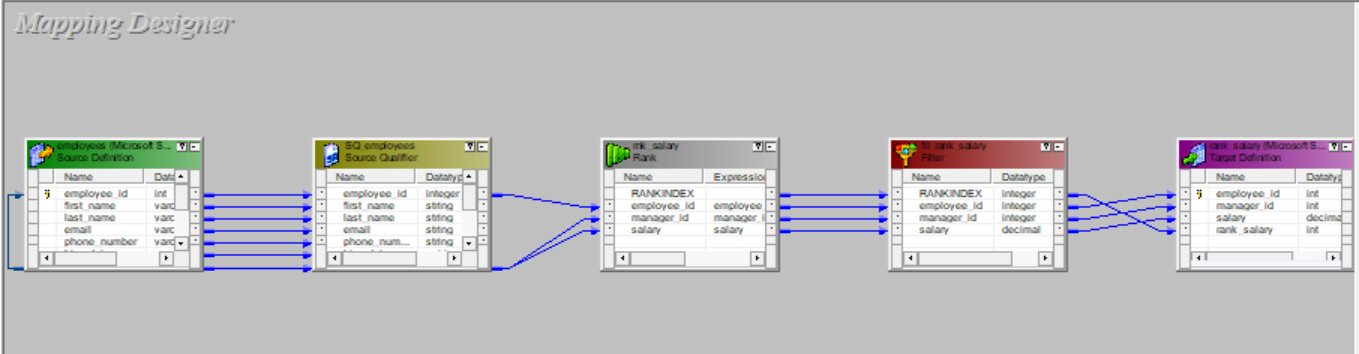 Mapping Designer
employees (Microsoft S...
Source Definition
Name Data
employee_id int
first_name varc
last_name varc
email varc
phone_number varc
SQ_employees
Source Qualifier
Name Datatyp
employee_id integer
first_name string
last_name string
email string
phone_num... string
rnk_salary
Rank
Name Expression
RANKINDEX
employee_id employee
manager_id manager_i
salary salary
fil_rank_salary
Filter
Name Datatype
RANKINDEX integer
employee_id integer
manager_id integer
salary decimal
rank_salary (Microsoft S...
Target Definition
Name Datatyp
employee_id int
manager_id int
salary decima
rank_salary int